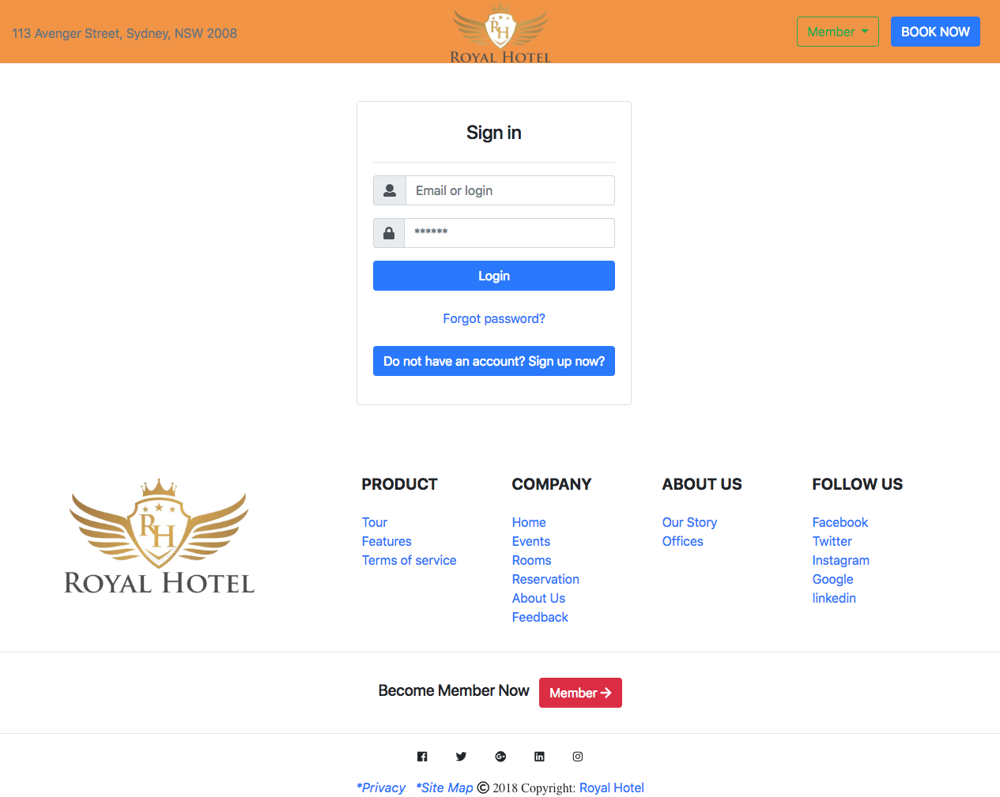 113 Avenger Street, Sydney, NSW 2008
RH
ROYAL HOTEL
Member
BOOK NOW
Sign in
Email or login
******
Login
Forgot password?
Do not have an account? Sign up now?
RH
ROYAL HOTEL
PRODUCT
Tour
Features
Terms of service
COMPANY
Home
Events
Rooms
Reservation
About Us
Feedback
ABOUT US
Our Story
Offices
FOLLOW US
Facebook
Twitter
Instagram
Google
linkedin
Become Member Now
Member →
*Privacy *Site Map © 2018 Copyright: Royal Hotel